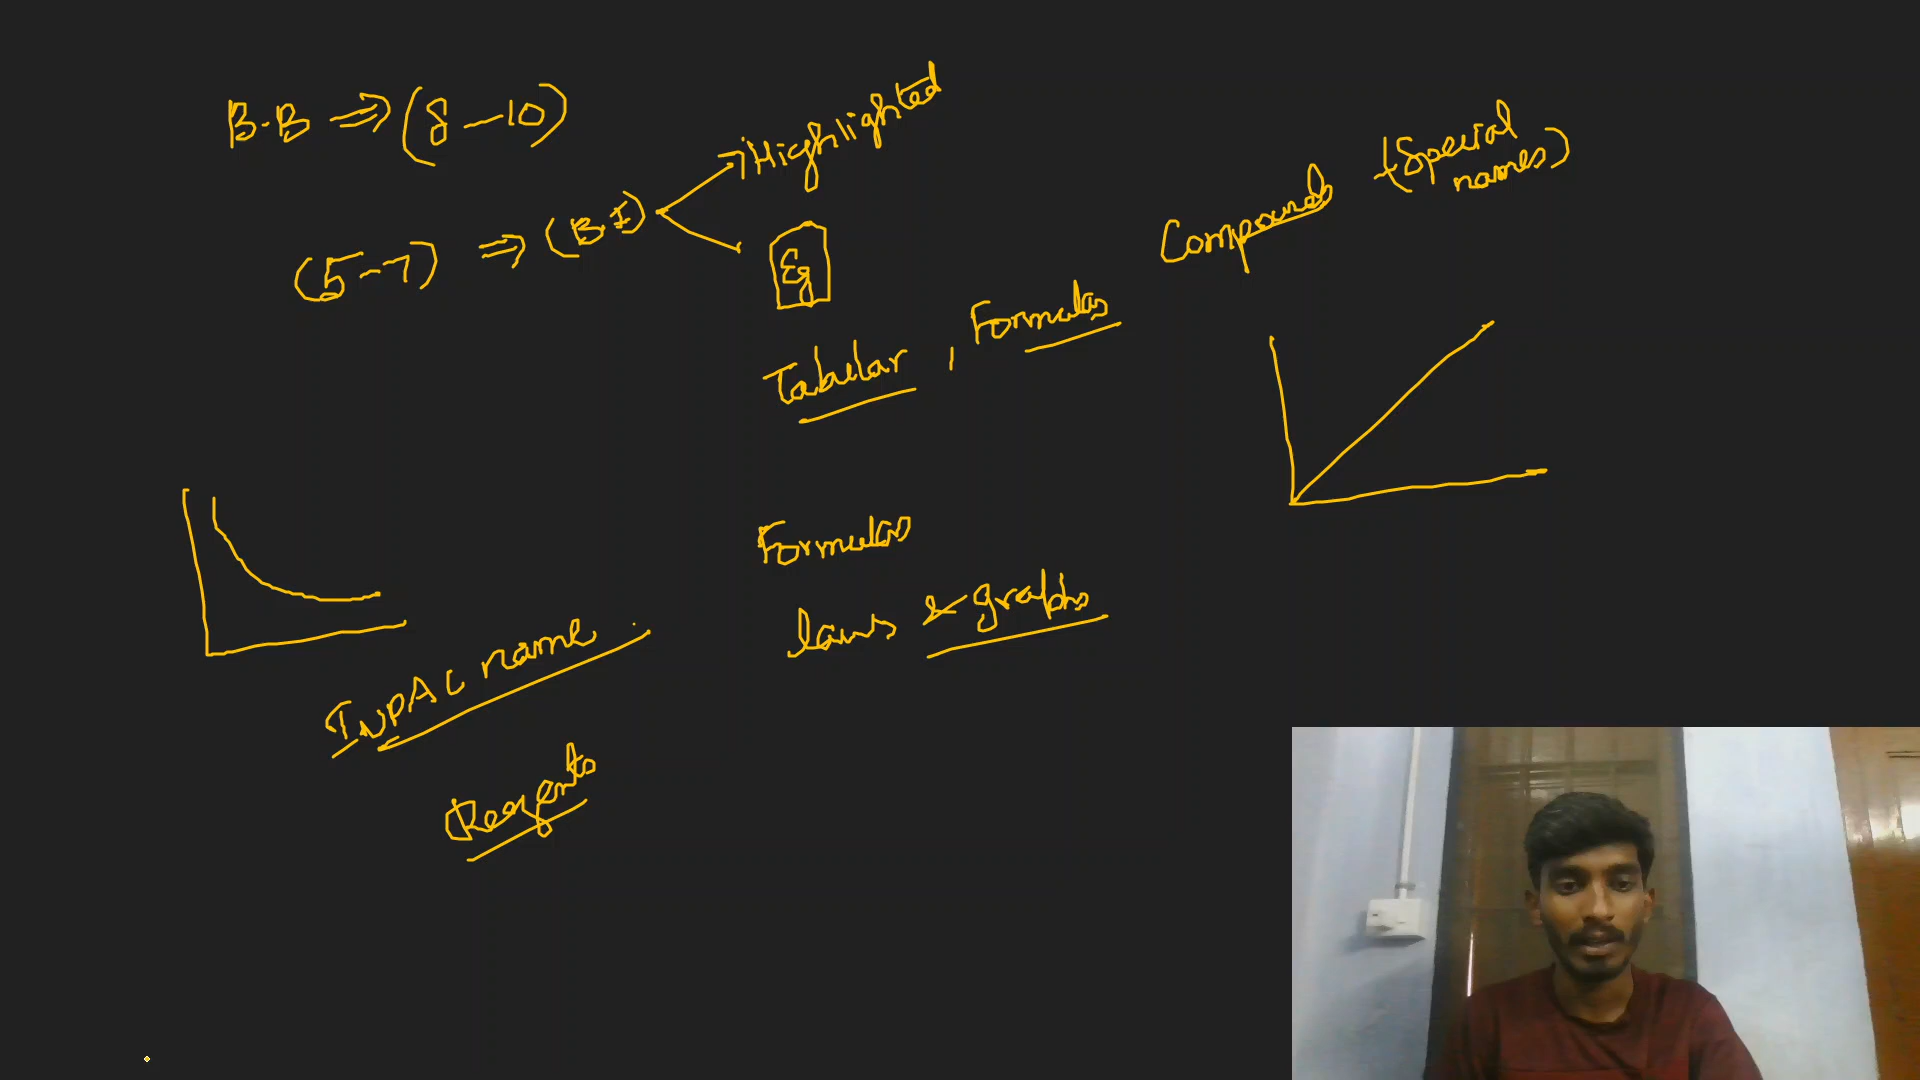 B-B ⇒ (8-10)
(5-7) ⇒ (B.I)
Highlighted
Eg
Tabular , Formulas
Compounds (Special
names)
Formulas
laws & graphs
IUPAC name
Reagents